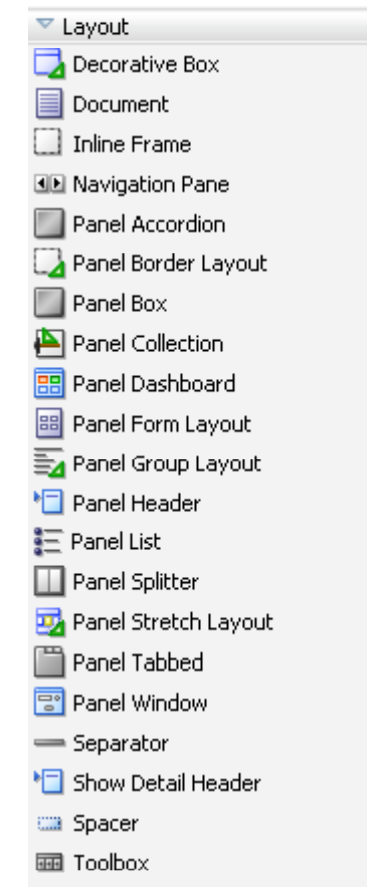 Layout
Decorative Box
Document
Inline Frame
Navigation Pane
Panel Accordion
Panel Border Layout
Panel Box
Panel Collection
Panel Dashboard
Panel Form Layout
Panel Group Layout
Panel Header
Panel List
Panel Splitter
Panel Stretch Layout
Panel Tabbed
Panel Window
Separator
Show Detail Header
Spacer
Toolbox